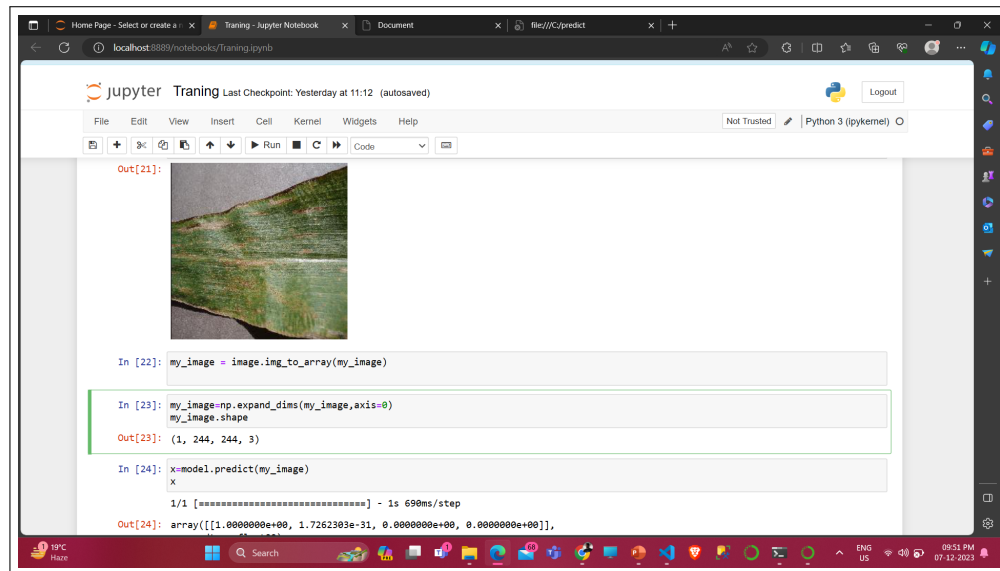 Home Page - Select or create a n
Traning - Jupyter Notebook
Document
file:///C:/predict
localhost:8889/notebooks/Traning.ipynb
jupyter Traning Last Checkpoint: Yesterday at 11:12 (autosaved)
Logout
File Edit View Insert Cell Kernel Widgets Help
Not Trusted
Python 3 (ipykernel)
Run
Code
Out[21]:
In [22]: my_image = image.img_to_array(my_image)
In [23]: my_image=np.expand_dims(my_image,axis=0)
my_image.shape
Out[23]: (1, 244, 244, 3)
In [24]: x=model.predict(my_image)
x
1/1 [==============================] - 1s 690ms/step
Out[24]: array([[1.0000000e+00, 1.7262303e-31, 0.0000000e+00, 0.0000000e+00]],
19°C
Haze
Search
ENG
US
09:51 PM
07-12-2023